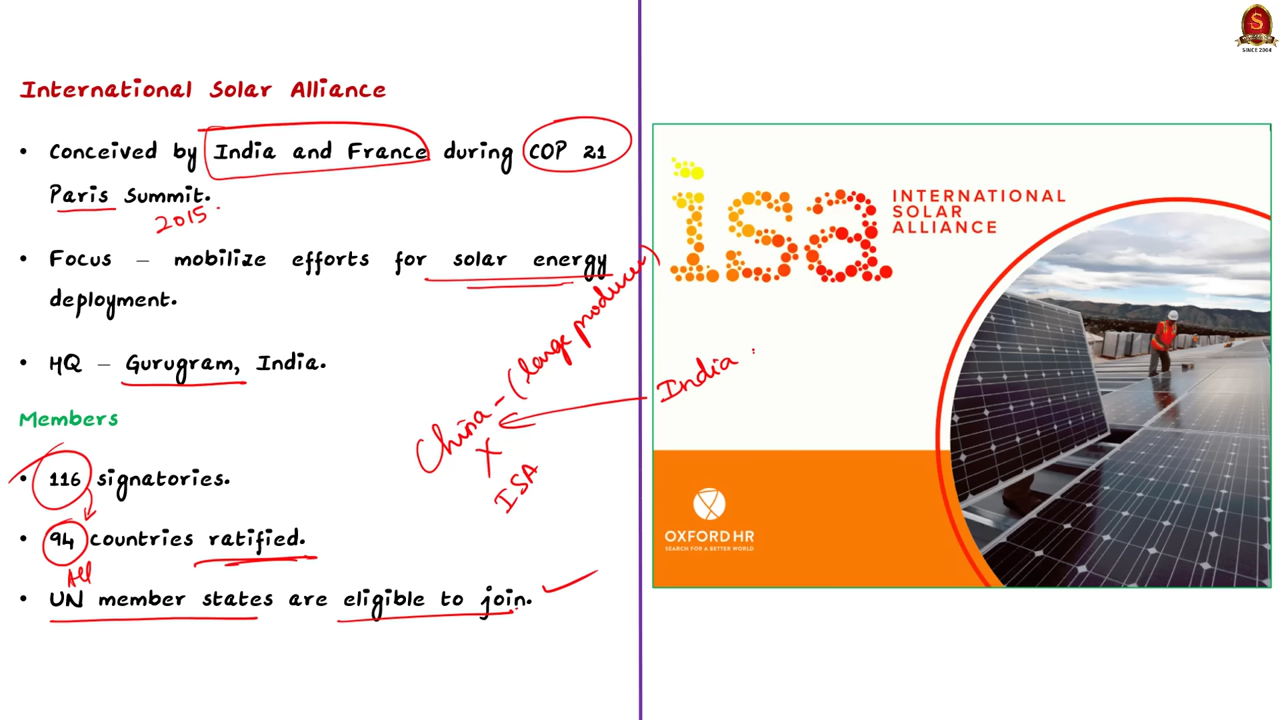 International Solar Alliance
• Conceived by India and France during COP 21
Paris Summit.
2015.
• Focus – mobilize efforts for solar energy
deployment.
• HQ – Gurugram, India.
Members
• 116 signatories.
• 94 countries ratified.
All
• UN member states are eligible to join.
China - (large producer)
X
ISA
India
isa
INTERNATIONAL
SOLAR
ALLIANCE
OXFORD HR
SEARCH FOR A BETTER WORLD
S
SINCE 2004